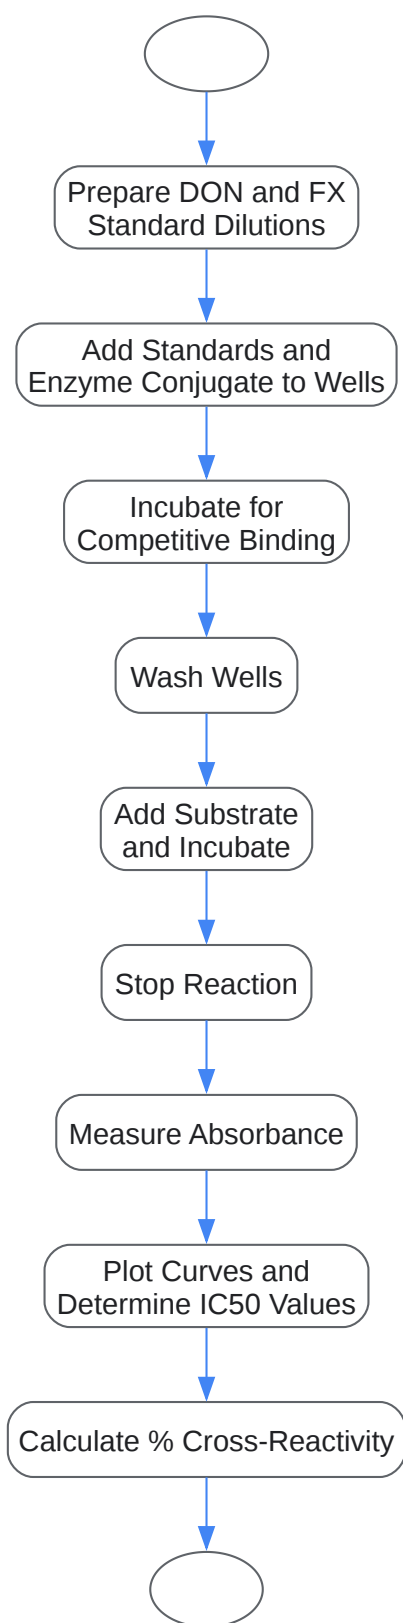 Prepare DON and FX
Standard Dilutions
Add Standards and
Enzyme Conjugate to Wells
Incubate for
Competitive Binding
Wash Wells
Add Substrate
and Incubate
Stop Reaction
Measure Absorbance
Plot Curves and
Determine IC50 Values
Calculate % Cross-Reactivity